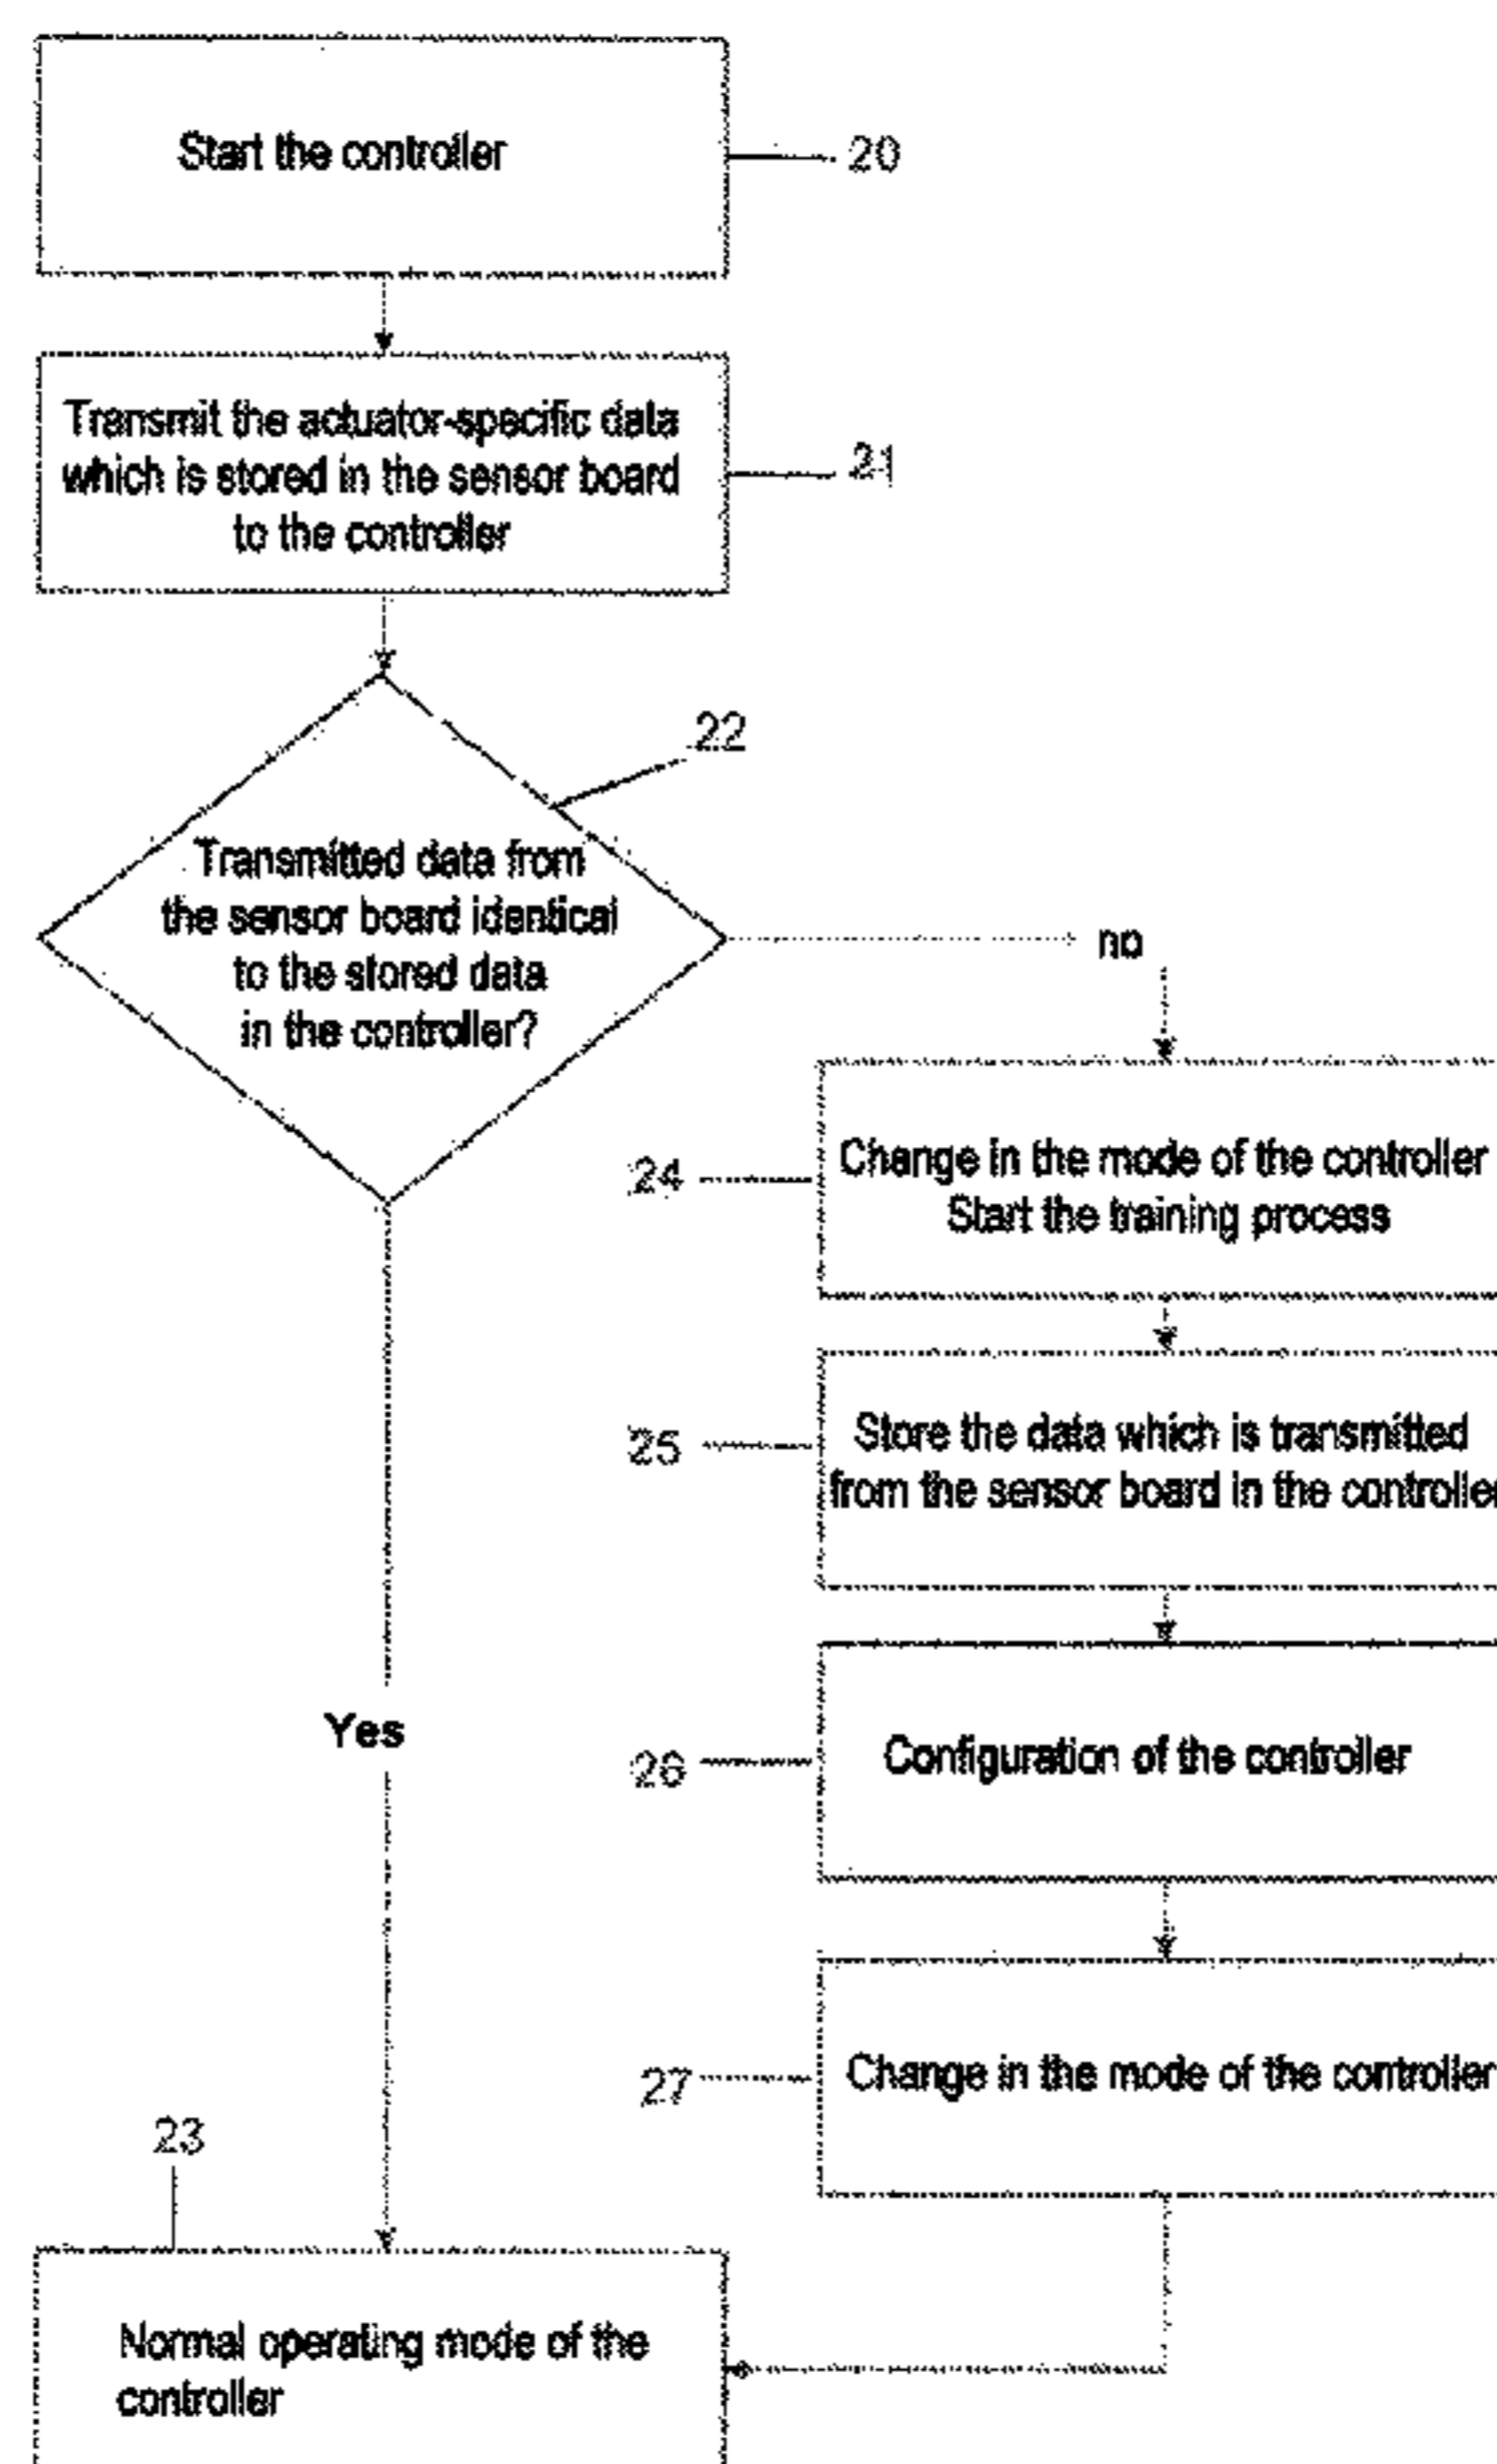 Start the controller
20
Transmit the actuator-specific data
which is stored in the sensor board
to the controller
21
22
Transmitted data from
the sensor board identical
to the stored data
in the controller?
no
24
Change in the mode of the controller
Start the training process
25
Store the data which is transmitted
from the sensor board in the controller
Yes
26
Configuration of the controller
27
Change in the mode of the controller
23
Normal operating mode of the
controller